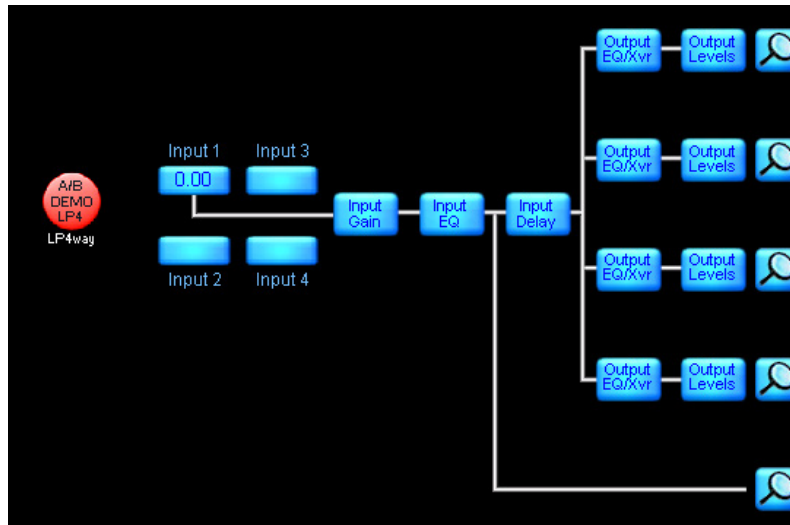 Output
EQ/Xvr
Output
Levels
Input 1
Input 3
0.00
Output
EQ/Xvr
Output
Levels
A/B
DEMO
LP4
LP4way
Input
Gain
Input
EQ
Input
Delay
Input 2
Input 4
Output
EQ/Xvr
Output
Levels
Output
EQ/Xvr
Output
Levels